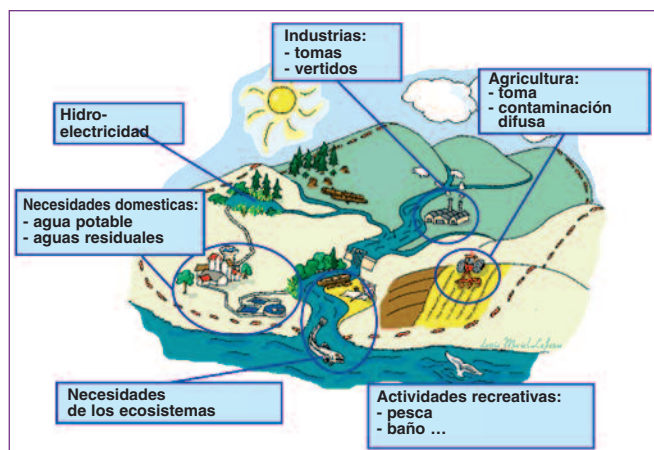 Industrias:
- tomas
- vertidos
Agricultura:
- toma
- contaminación
difusa
Hidro-
electricidad
Necesidades domesticas:
- agua potable
- aguas residuales
Necesidades
de los ecosistemas
Actividades recreativas:
- pesca
- baño ...